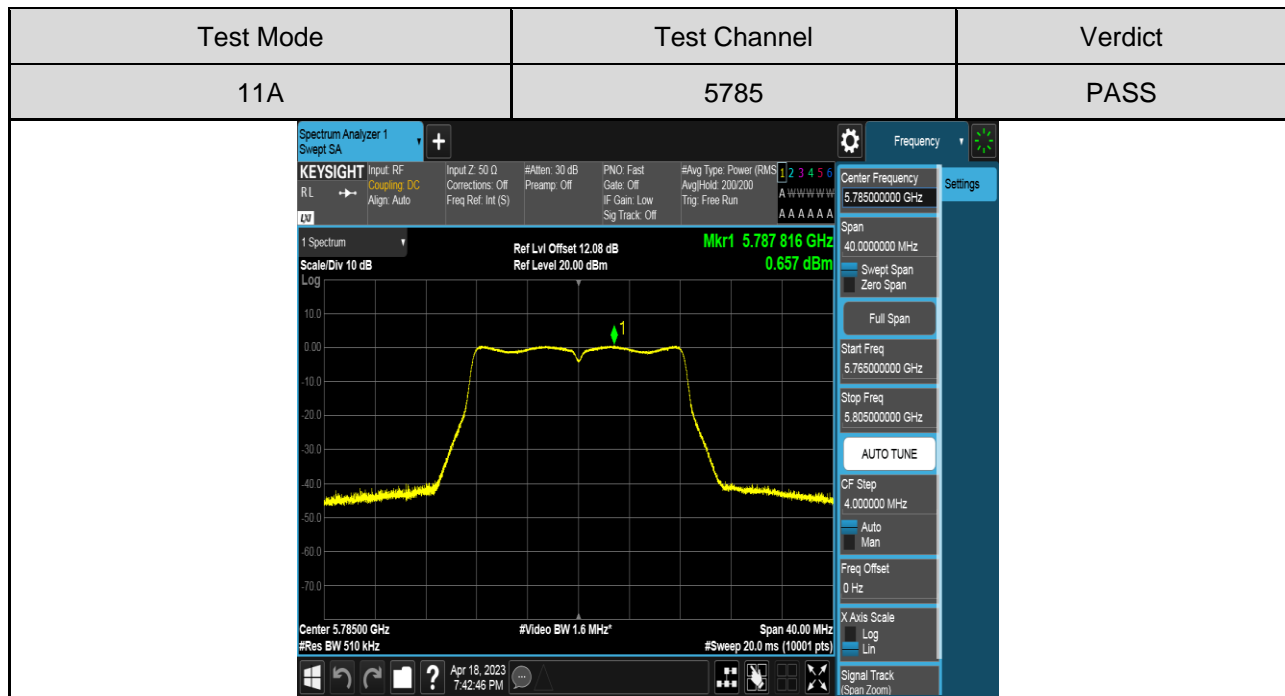 Test Mode Test Channel Verdict
11A 5785 PASS
Spectrum Analyzer 1
Swept SA
Frequency
KEYSIGHT
R L
LXI
Input: RF
Coupling: DC
Align: Auto
Input Z: 50 Ω
Corrections: Off
Freq Ref: Int (S)
#Atten: 30 dB
Preamp: Off
PNO: Fast
Gate: Off
IF Gain: Low
Sig Track: Off
#Avg Type: Power (RMS
Avg|Hold: 200/200
Trig: Free Run
1 2 3 4 5 6
A W W W W W
A A A A A A
1 Spectrum
Scale/Div 10 dB
Log
Ref Lvl Offset 12.08 dB
Ref Level 20.00 dBm
Mkr1 5.787 816 GHz
0.657 dBm
10.0
0.00
-10.0
-20.0
-30.0
-40.0
-50.0
-60.0
-70.0
1
Center 5.78500 GHz
#Res BW 510 kHz
#Video BW 1.6 MHz*
Span 40.00 MHz
#Sweep 20.0 ms (10001 pts)
Apr 18, 2023
7:42:46 PM
Center Frequency
5.785000000 GHz
Span
40.0000000 MHz
Swept Span
Zero Span
Full Span
Start Freq
5.765000000 GHz
Stop Freq
5.805000000 GHz
AUTO TUNE
CF Step
4.000000 MHz
Auto
Man
Freq Offset
0 Hz
X Axis Scale
Log
Lin
Signal Track
(Span Zoom)
Settings